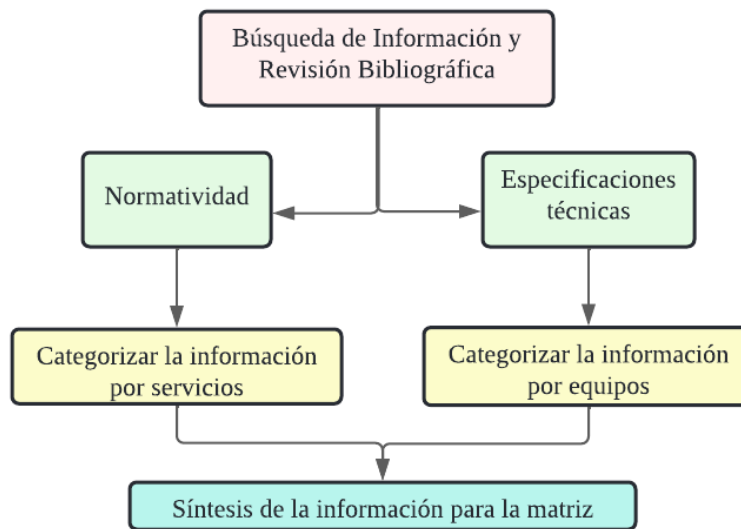 Búsqueda de Información y
Revisión Bibliográfica
Normatividad
Especificaciones
técnicas
Categorizar la información
por servicios
Categorizar la información
por equipos
Síntesis de la información para la matriz